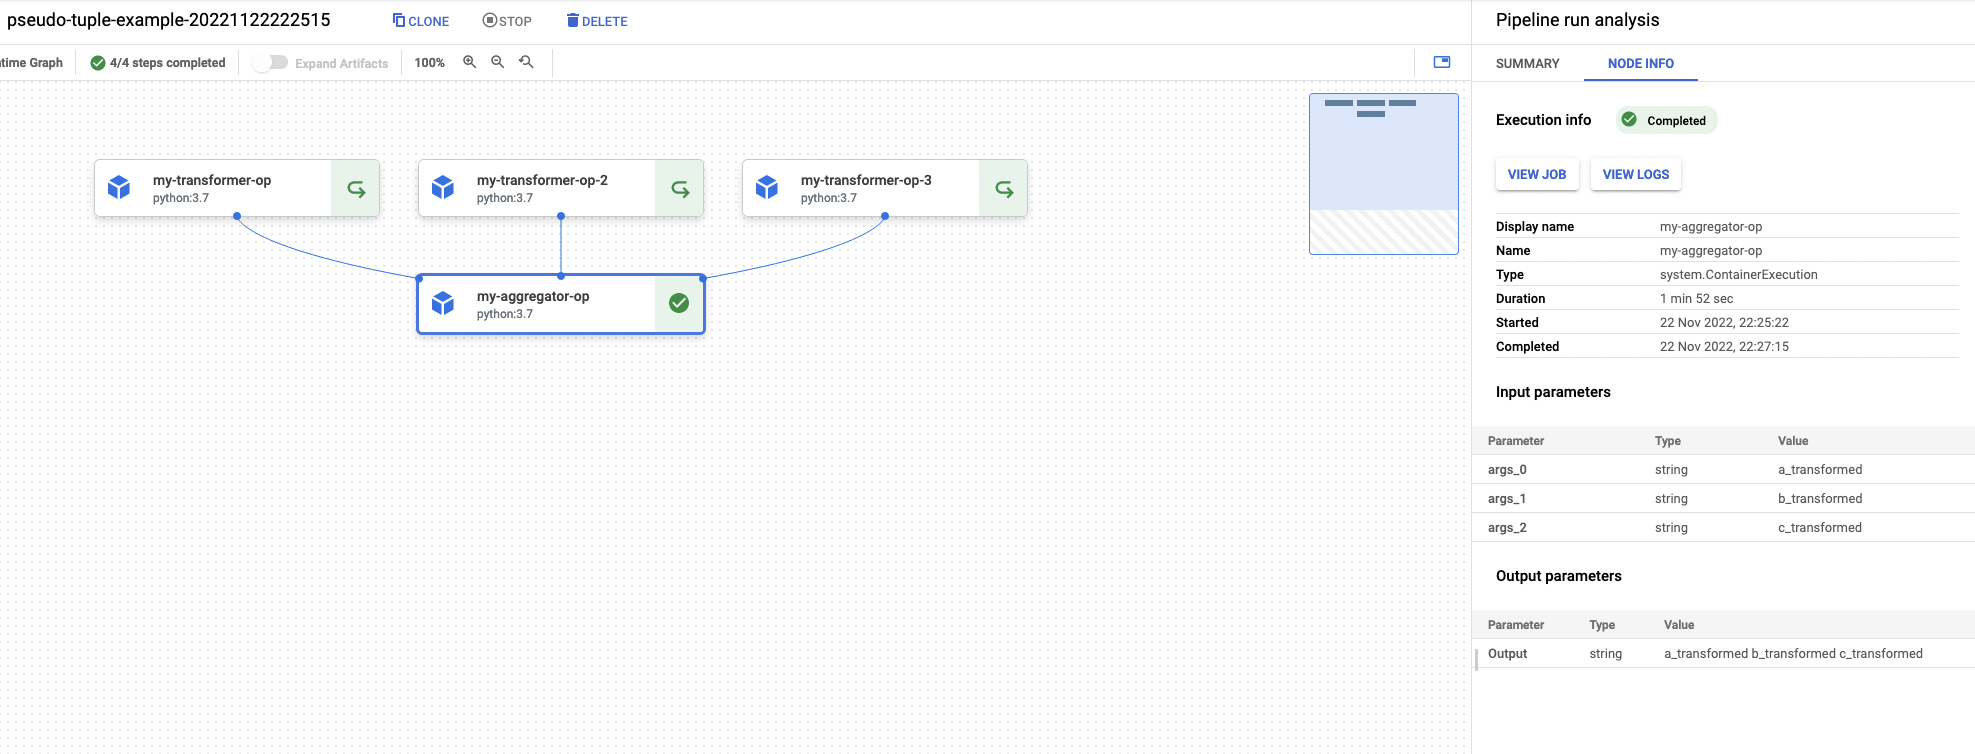 pseudo-tuple-example-20221122222515
CLONE
STOP
DELETE
time Graph
4/4 steps completed
Expand Artifacts
100%
my-transformer-op
python:3.7
my-transformer-op-2
python:3.7
my-transformer-op-3
python:3.7
my-aggregator-op
python:3.7
Pipeline run analysis
SUMMARY
NODE INFO
Execution info
Completed
VIEW JOB
VIEW LOGS
Display name my-aggregator-op
Name my-aggregator-op
Type system.ContainerExecution
Duration 1 min 52 sec
Started 22 Nov 2022, 22:25:22
Completed 22 Nov 2022, 22:27:15
Input parameters
Parameter Type Value
args_0 string a_transformed
args_1 string b_transformed
args_2 string c_transformed
Output parameters
Parameter Type Value
Output string a_transformed b_transformed c_transformed